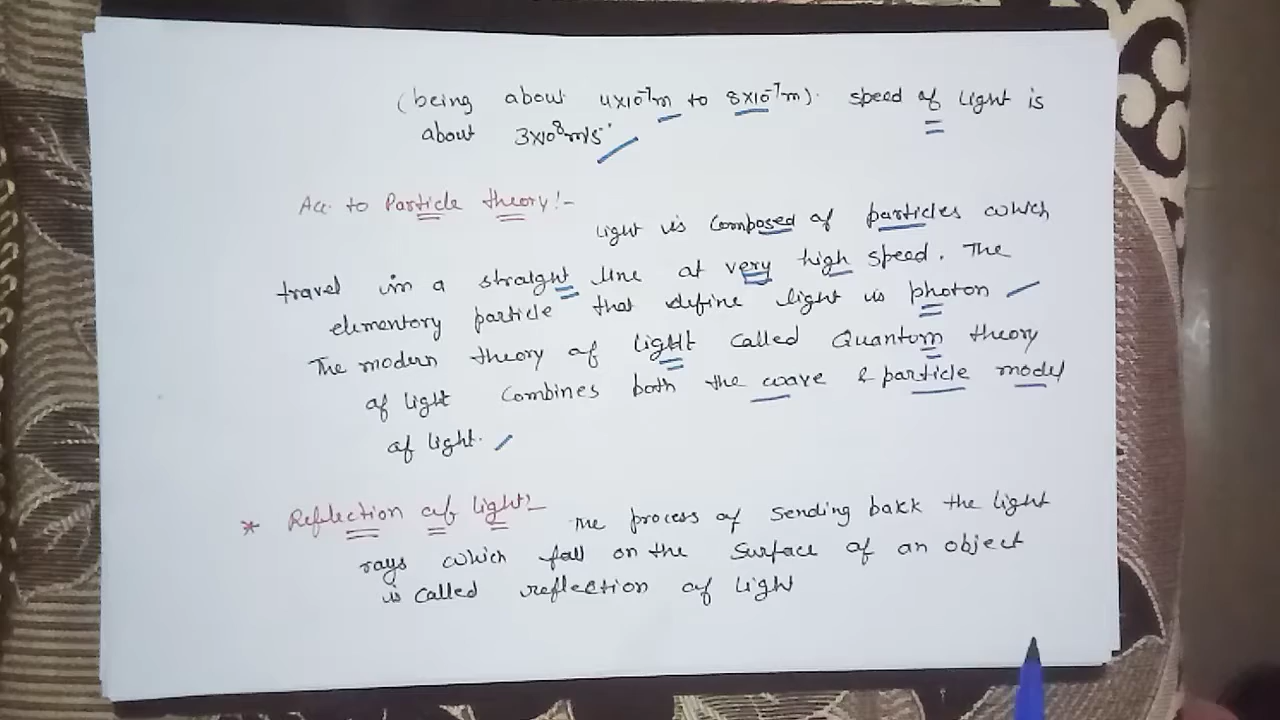 (being about 4x10⁻⁷m to 8x10⁻⁷m). speed of light is
about 3x10⁸m/s.
Acc. to Particle theory:-
Light is composed of particles which
travel in a straight line at very high speed. The
elementory particle that define light is photon
The modern theory of light called Quantum theory
of light combines both the wave & particle model
of light.
* Reflection of light:-
The process of sending bakk the light
rays which fall on the surface of an object
is called reflection of light